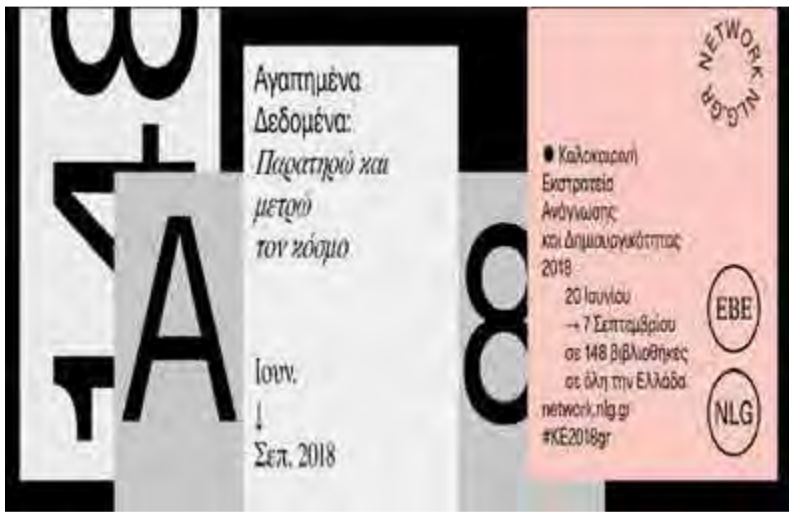 148
A
8
Αγαπημένα
Δεδομένα:
Παρατηρώ και
μετρώ
τον κόσμο
Ιουν.
↓
Σεπ. 2018
NETWORK NLG.GR
● Καλοκαιρινή
Εκστρατεία
Ανάγνωσης
και Δημιουργικότητας
2018
20 Ιουνίου
→ 7 Σεπτεμβρίου
σε 148 βιβλιοθήκες
σε όλη την Ελλάδα
network.nlg.gr
#KE2018gr
EBE
NLG